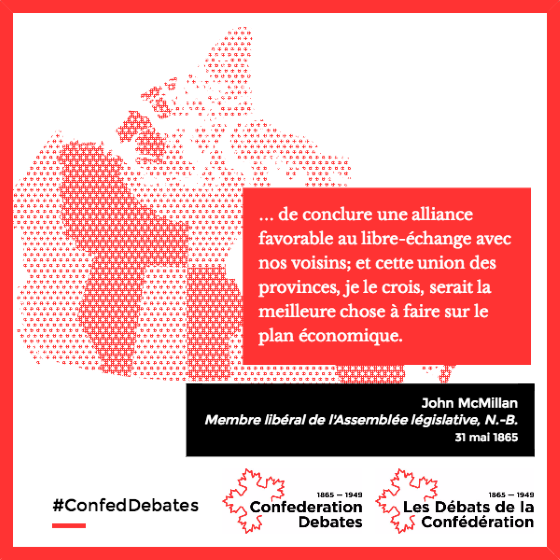 ... de conclure une alliance
favorable au libre-échange avec
nos voisins; et cette union des
provinces, je le crois, serait la
meilleure chose à faire sur le
plan économique.
John McMillan
Membre libéral de l'Assemblée législative, N.-B.
31 mai 1865
#ConfedDebates
1865 — 1949
Confederation
Debates
1865 — 1949
Les Débats de la
Confédération